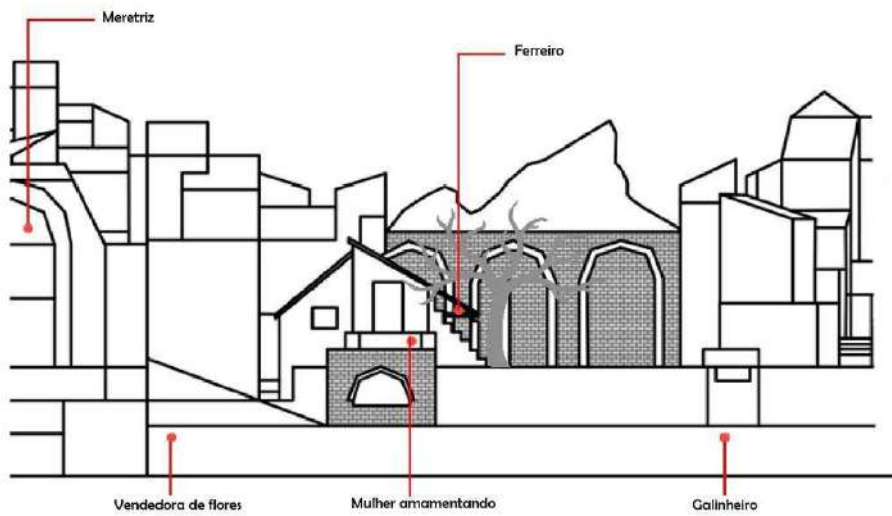 Meretriz
Ferreiro
Vendedora de flores
Mulher amamentando
Galinheiro